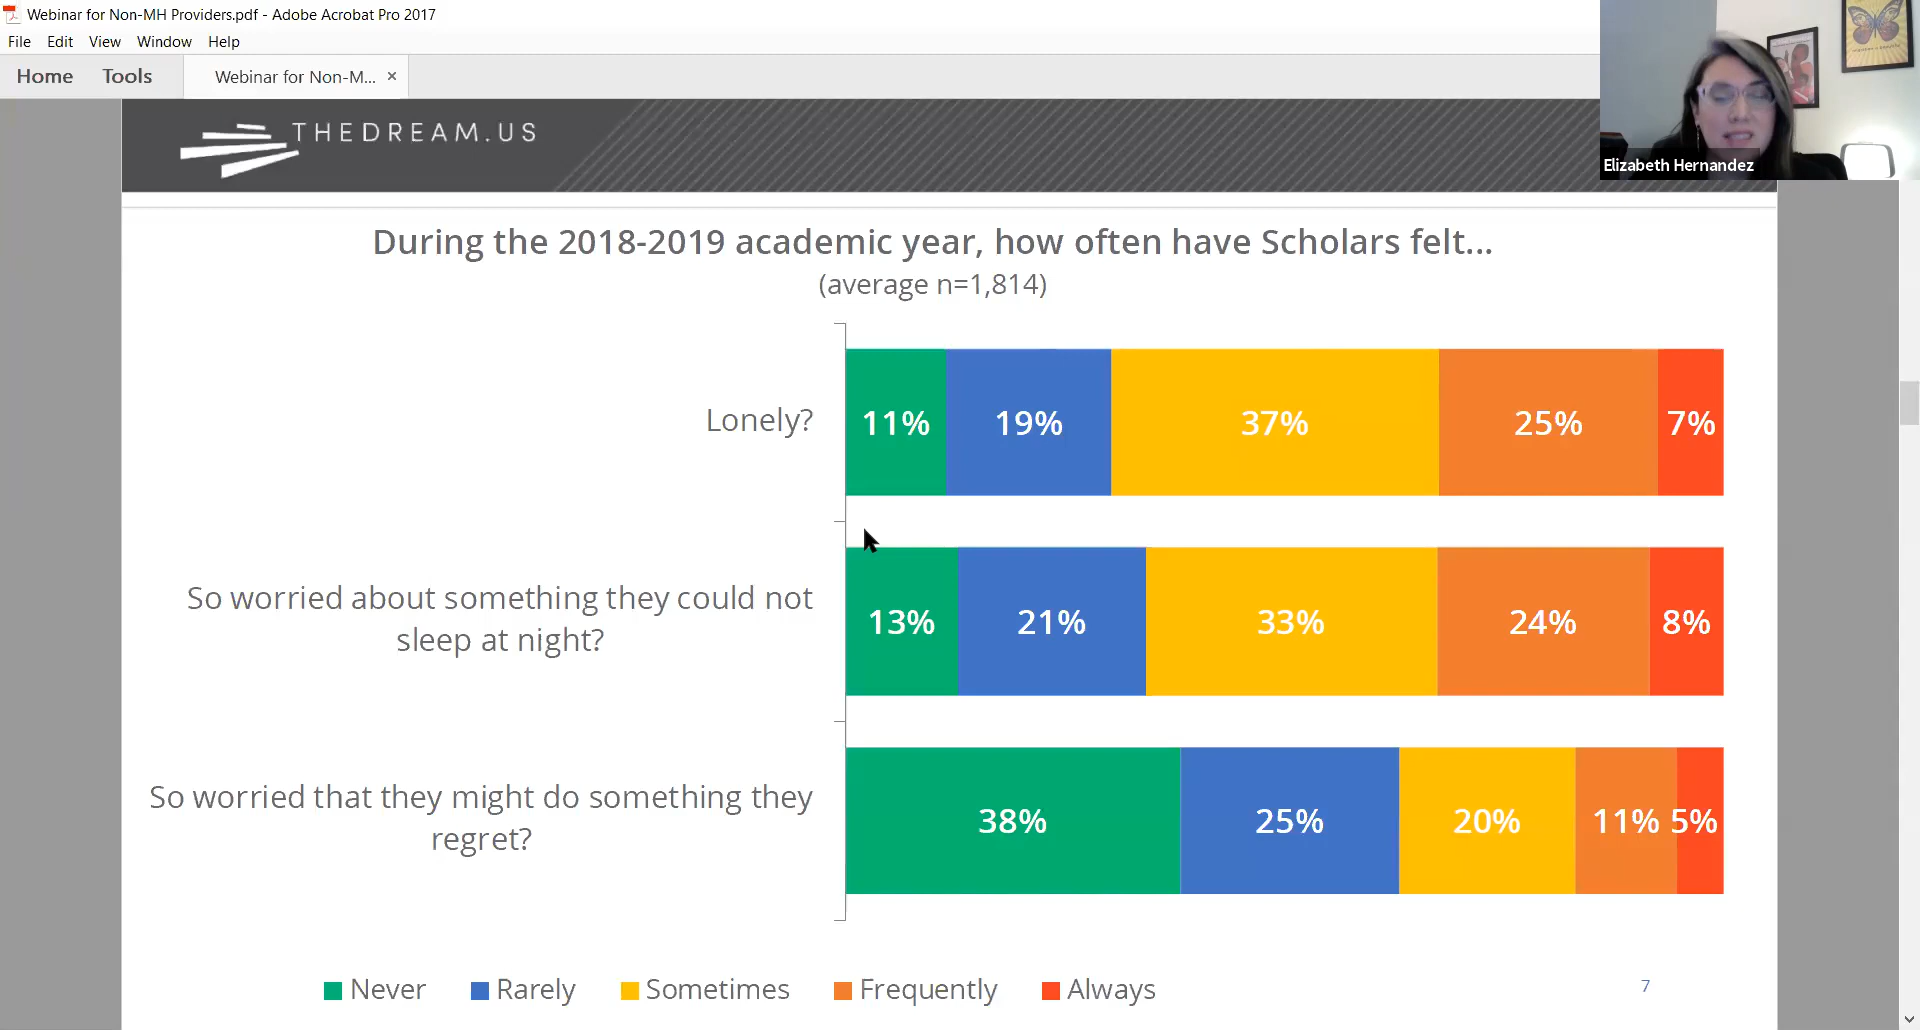 Webinar for Non-MH Providers.pdf - Adobe Acrobat Pro 2017
File Edit View Window Help
Home Tools Webinar for Non-M... ×
THEDREAM.US
Elizabeth Hernandez
During the 2018-2019 academic year, how often have Scholars felt...
(average n=1,814)
Lonely?
11% 19% 37% 25% 7%
So worried about something they could not
sleep at night?
13% 21% 33% 24% 8%
So worried that they might do something they
regret?
38% 25% 20% 11% 5%
Never Rarely Sometimes Frequently Always
7